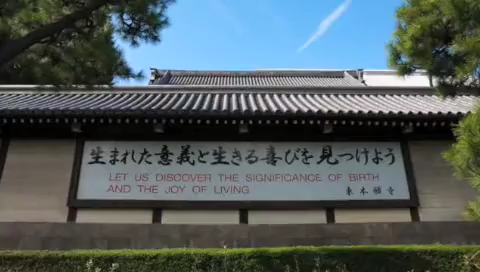 生まれた意義と生きる喜びを見つけよう
LET US DISCOVER THE SIGNIFICANCE OF BIRTH
AND THE JOY OF LIVING
東本願寺